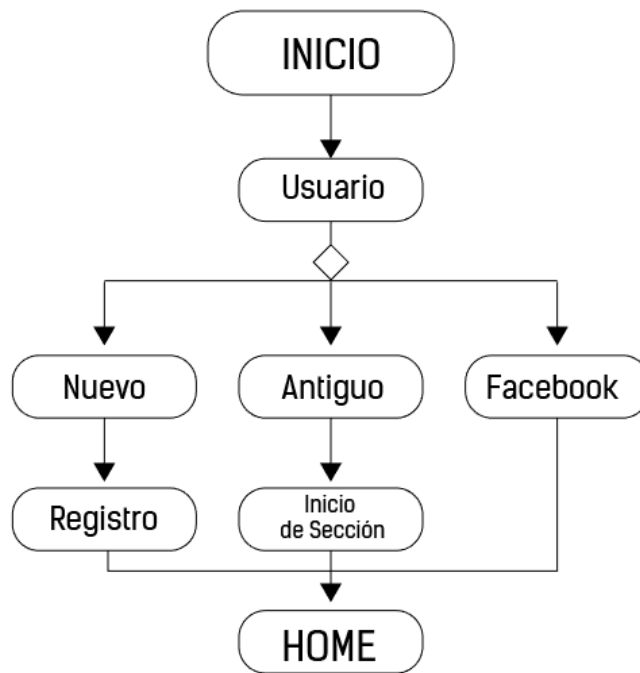 INICIO
Usuario
Nuevo
Antiguo
Facebook
Registro
Inicio
de Sección
HOME